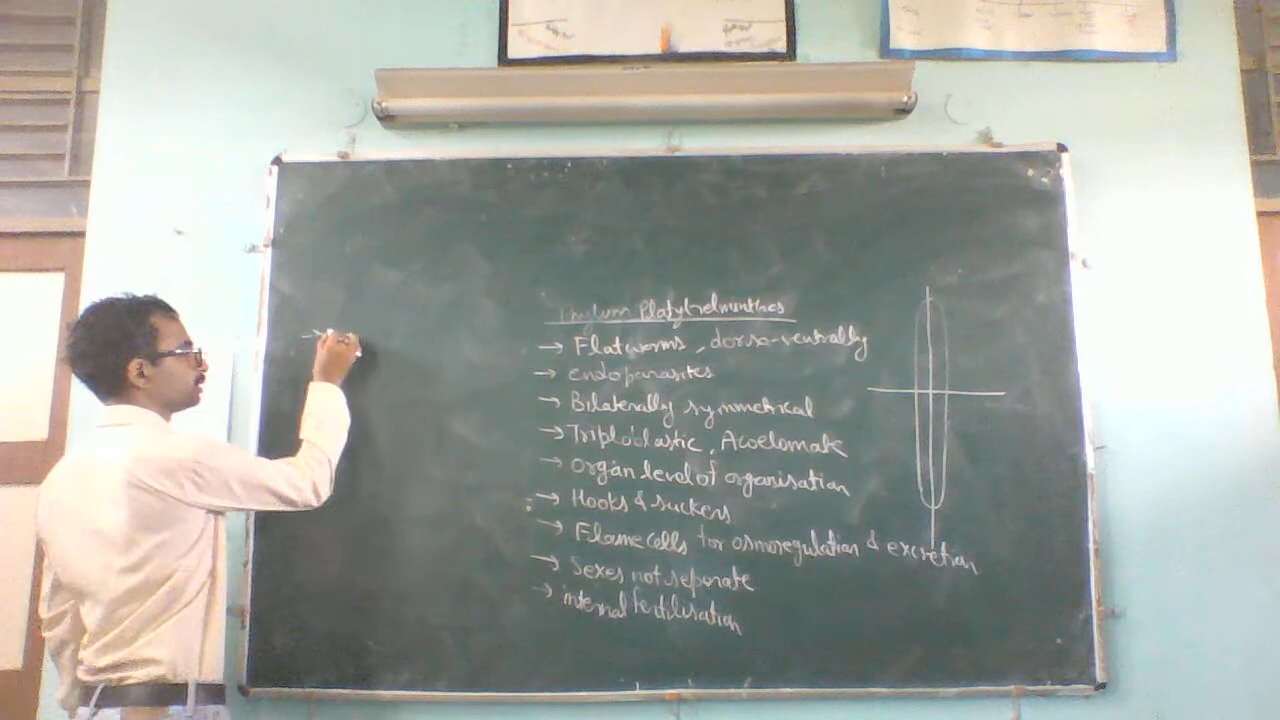 Phylum Platyhelminthes
→ Flatworms, dorso-ventrally
→ endoparasites
→ Bilaterally symmetrical
→ Triploblastic, Acoelomate
→ organ level of organisation
→ Hooks & suckers
→ Flame cells for osmoregulation & excretion
→ Sexes not separate
→ internal fertilisation